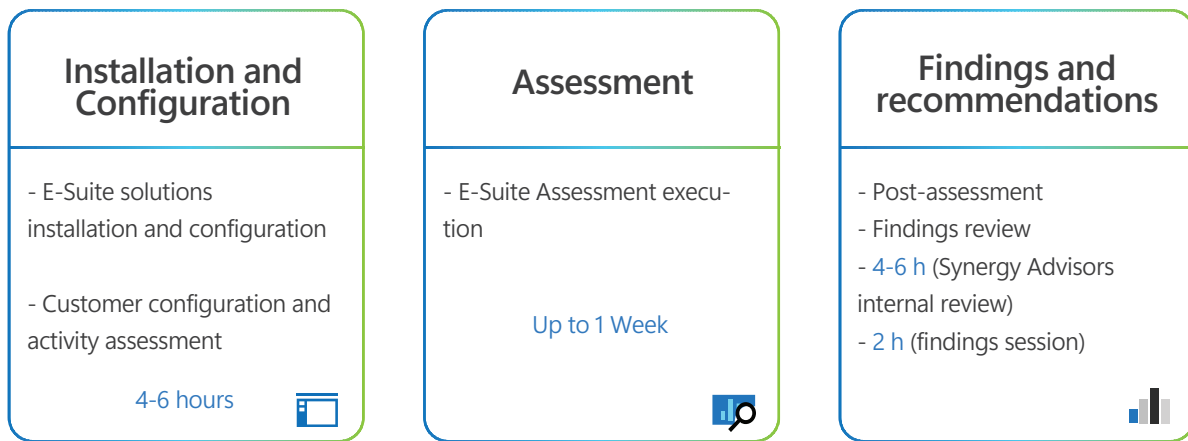 Installation and
Configuration
- E-Suite solutions
installation and configuration
- Customer configuration and
activity assessment
4-6 hours
Assessment
- E-Suite Assessment execu-
tion
Up to 1 Week
Findings and
recommendations
- Post-assessment
- Findings review
- 4-6 h (Synergy Advisors
internal review)
- 2 h (findings session)